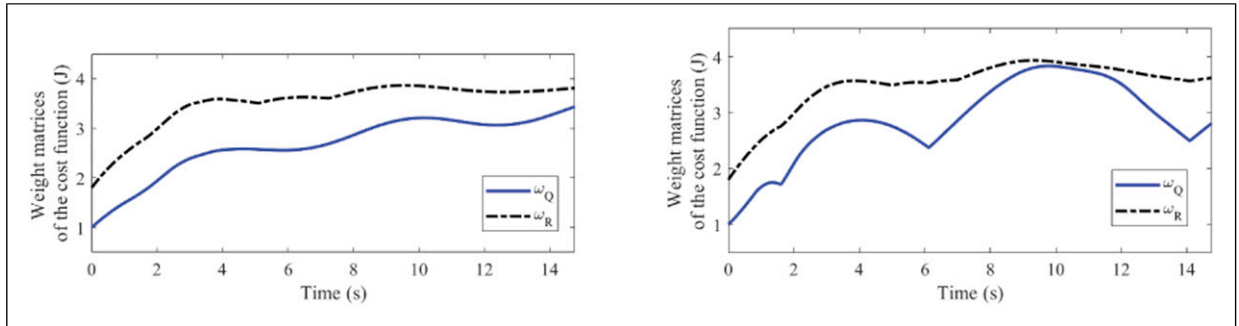 Weight matrices
of the cost function (J)
4
3
2
1
0 2 4 6 8 10 12 14
Time (s)
ω_Q
ω_R
Weight matrices
of the cost function (J)
4
3
2
1
0 2 4 6 8 10 12 14
Time (s)
ω_Q
ω_R